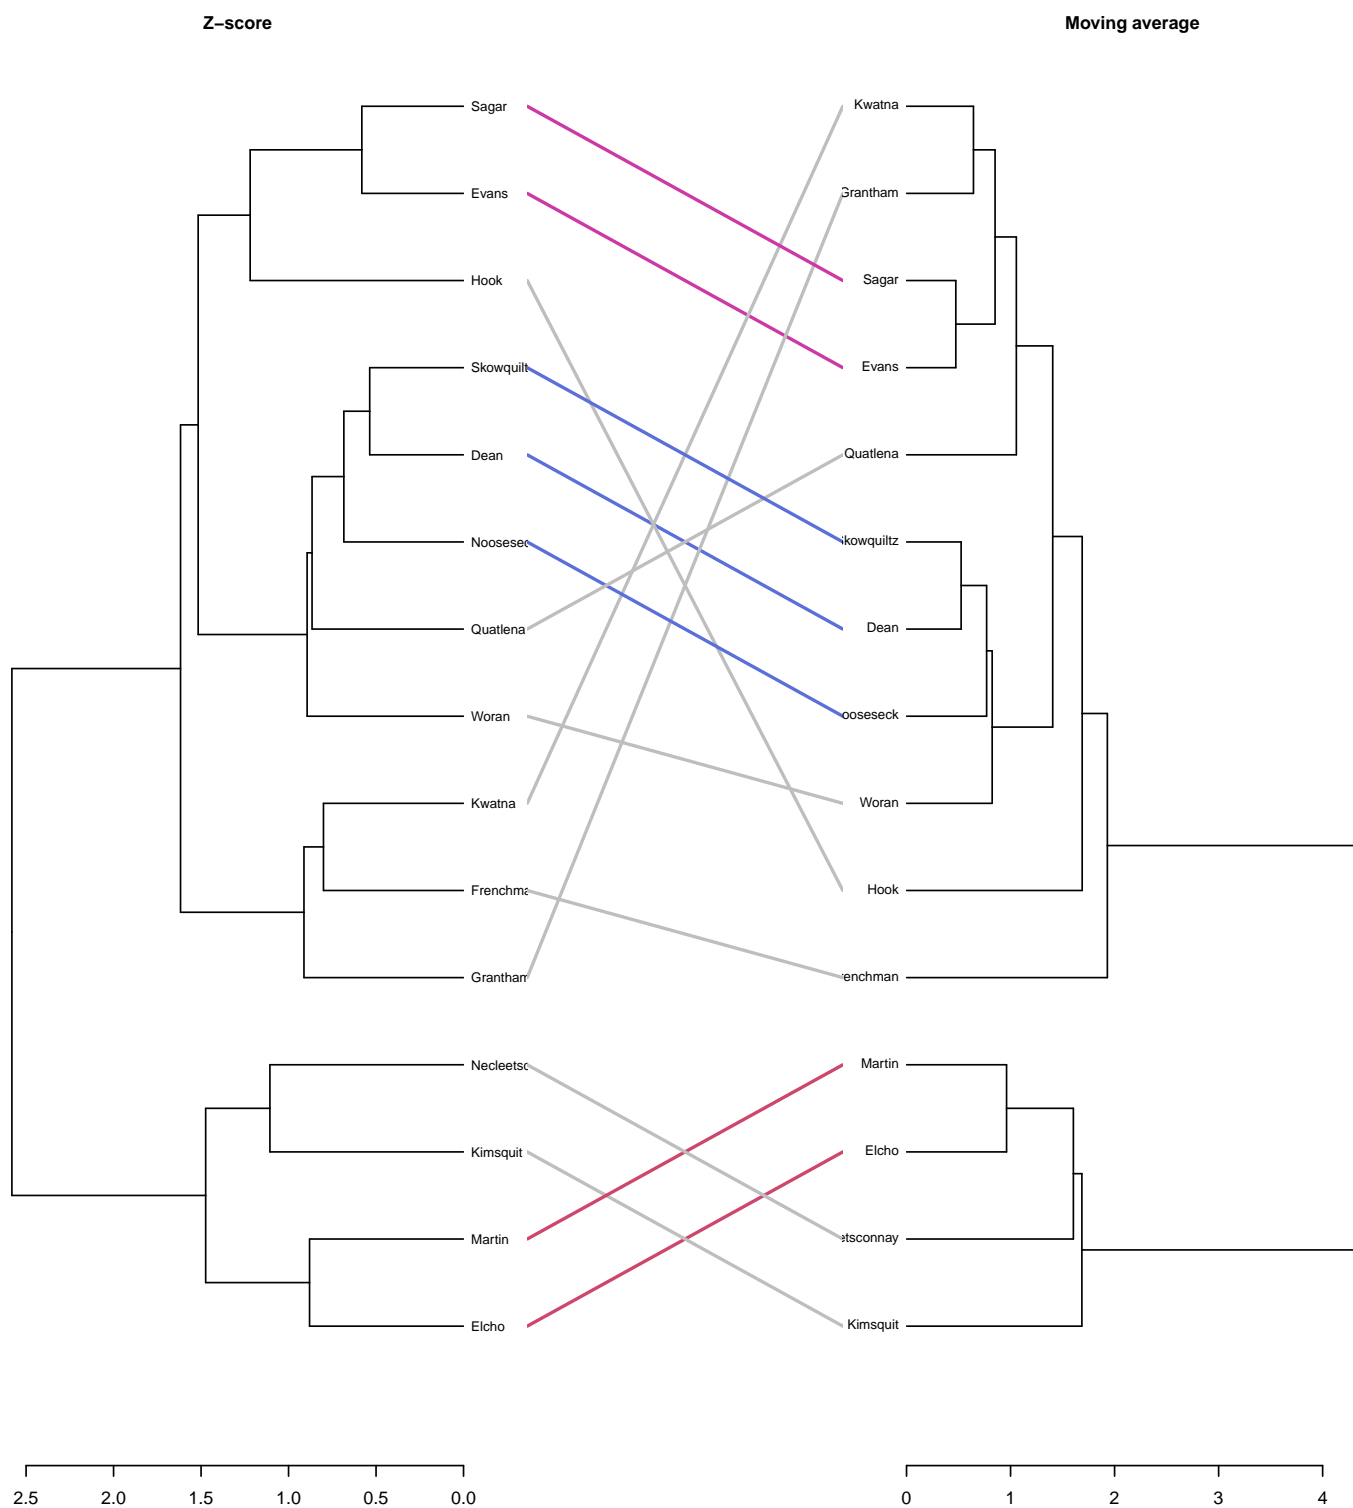 Z−score
Moving average
Sagar
Evans
Hook
Skowquilt
Dean
Noosesec
Quatlena
Woran
Kwatna
Frenchma
Grantham
Necleetsc
Kimsquit
Martin
Elcho
Kwatna
Grantham
Sagar
Evans
Quatlena
kowquiltz
Dean
ooseseck
Woran
Hook
enchman
Martin
Elcho
etsconnay
Kimsquit
2.5 2.0 1.5 1.0 0.5 0.0
0 1 2 3 4